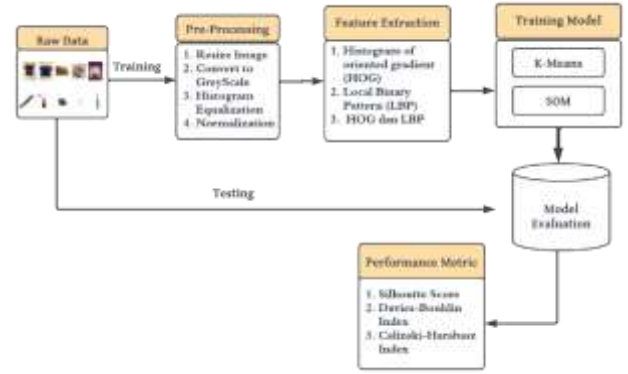 Raw Data
Training
Pre-Processing
1. Resize Image
2. Convert to
GreyScale
3. Histogram
Equalization
4. Normalization
Feature Extraction
1. Histogram of
oriented gradient
(HOG)
2. Local Binary
Pattern (LBP)
3. HOG dan LBP
Training Model
K-Means
SOM
Testing
Model
Evaluation
Performance Metric
1. Silhoutte Score
2. Davies-Bouldin
Index
3. Calinski-Harabasz
Index